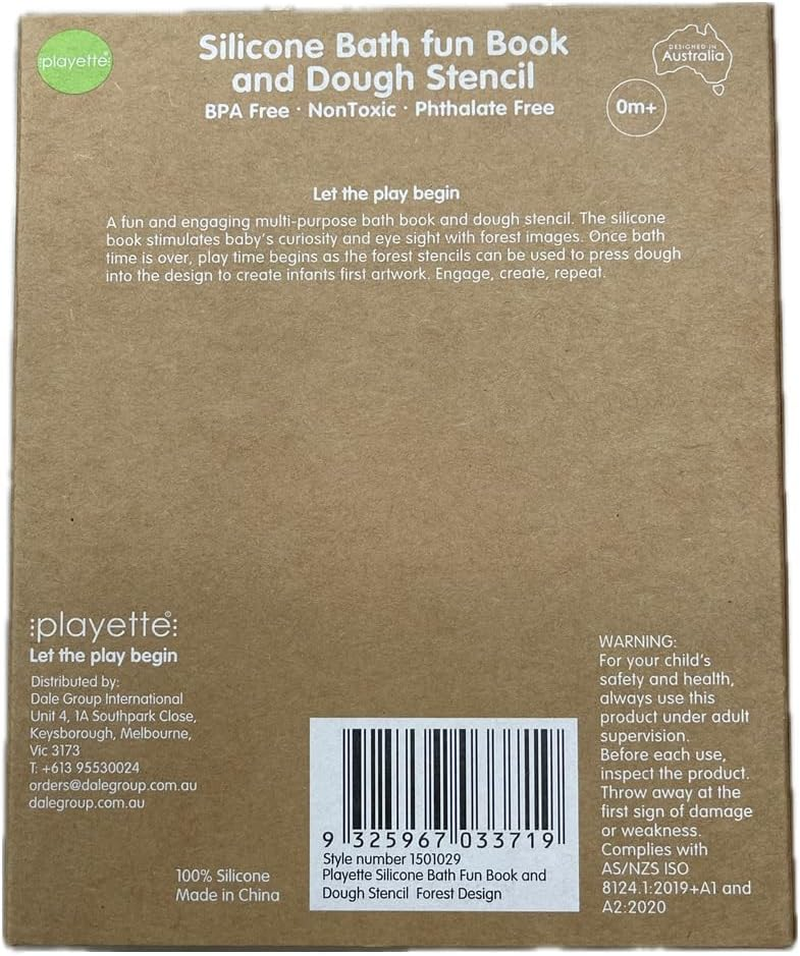 :playette:
Silicone Bath fun Book
and Dough Stencil
BPA Free · NonToxic · Phthalate Free
DESIGNED IN
Australia
0m+
Let the play begin
A fun and engaging multi-purpose bath book and dough stencil. The silicone
book stimulates baby's curiosity and eye sight with forest images. Once bath
time is over, play time begins as the forest stencils can be used to press dough
into the design to create infants first artwork. Engage, create, repeat.
:playette:®
Let the play begin
Distributed by:
Dale Group International
Unit 4, 1A Southpark Close,
Keysborough, Melbourne,
Vic 3173
T: +613 95530024
orders@dalegroup.com.au
dalegroup.com.au
100% Silicone
Made in China
9 325967 033719
Style number 1501029
Playette Silicone Bath Fun Book and
Dough Stencil Forest Design
WARNING:
For your child's
safety and health,
always use this
product under adult
supervision.
Before each use,
inspect the product.
Throw away at the
first sign of damage
or weakness.
Complies with
AS/NZS ISO
8124.1:2019+A1 and
A2:2020